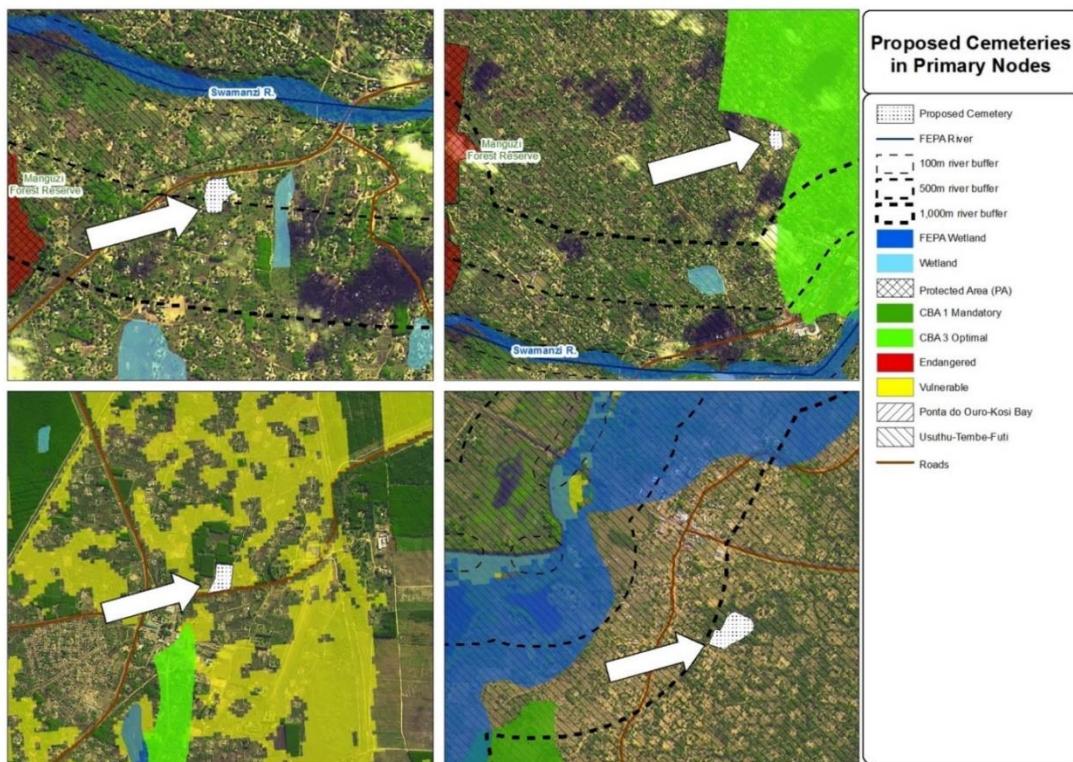 Swamanzi R.
Manguzi
Forest Reserve
Manguzi
Forest Reserve
Swamanzi R.
Proposed Cemeteries
in Primary Nodes
Proposed Cemetery
FEPA River
100m river buffer
500m river buffer
1,000m river buffer
FEPA Wetland
Wetland
Protected Area (PA)
CBA 1 Mandatory
CBA 3 Optimal
Endangered
Vulnerable
Ponta do Ouro-Kosi Bay
Usuthu-Tembe-Futi
Roads